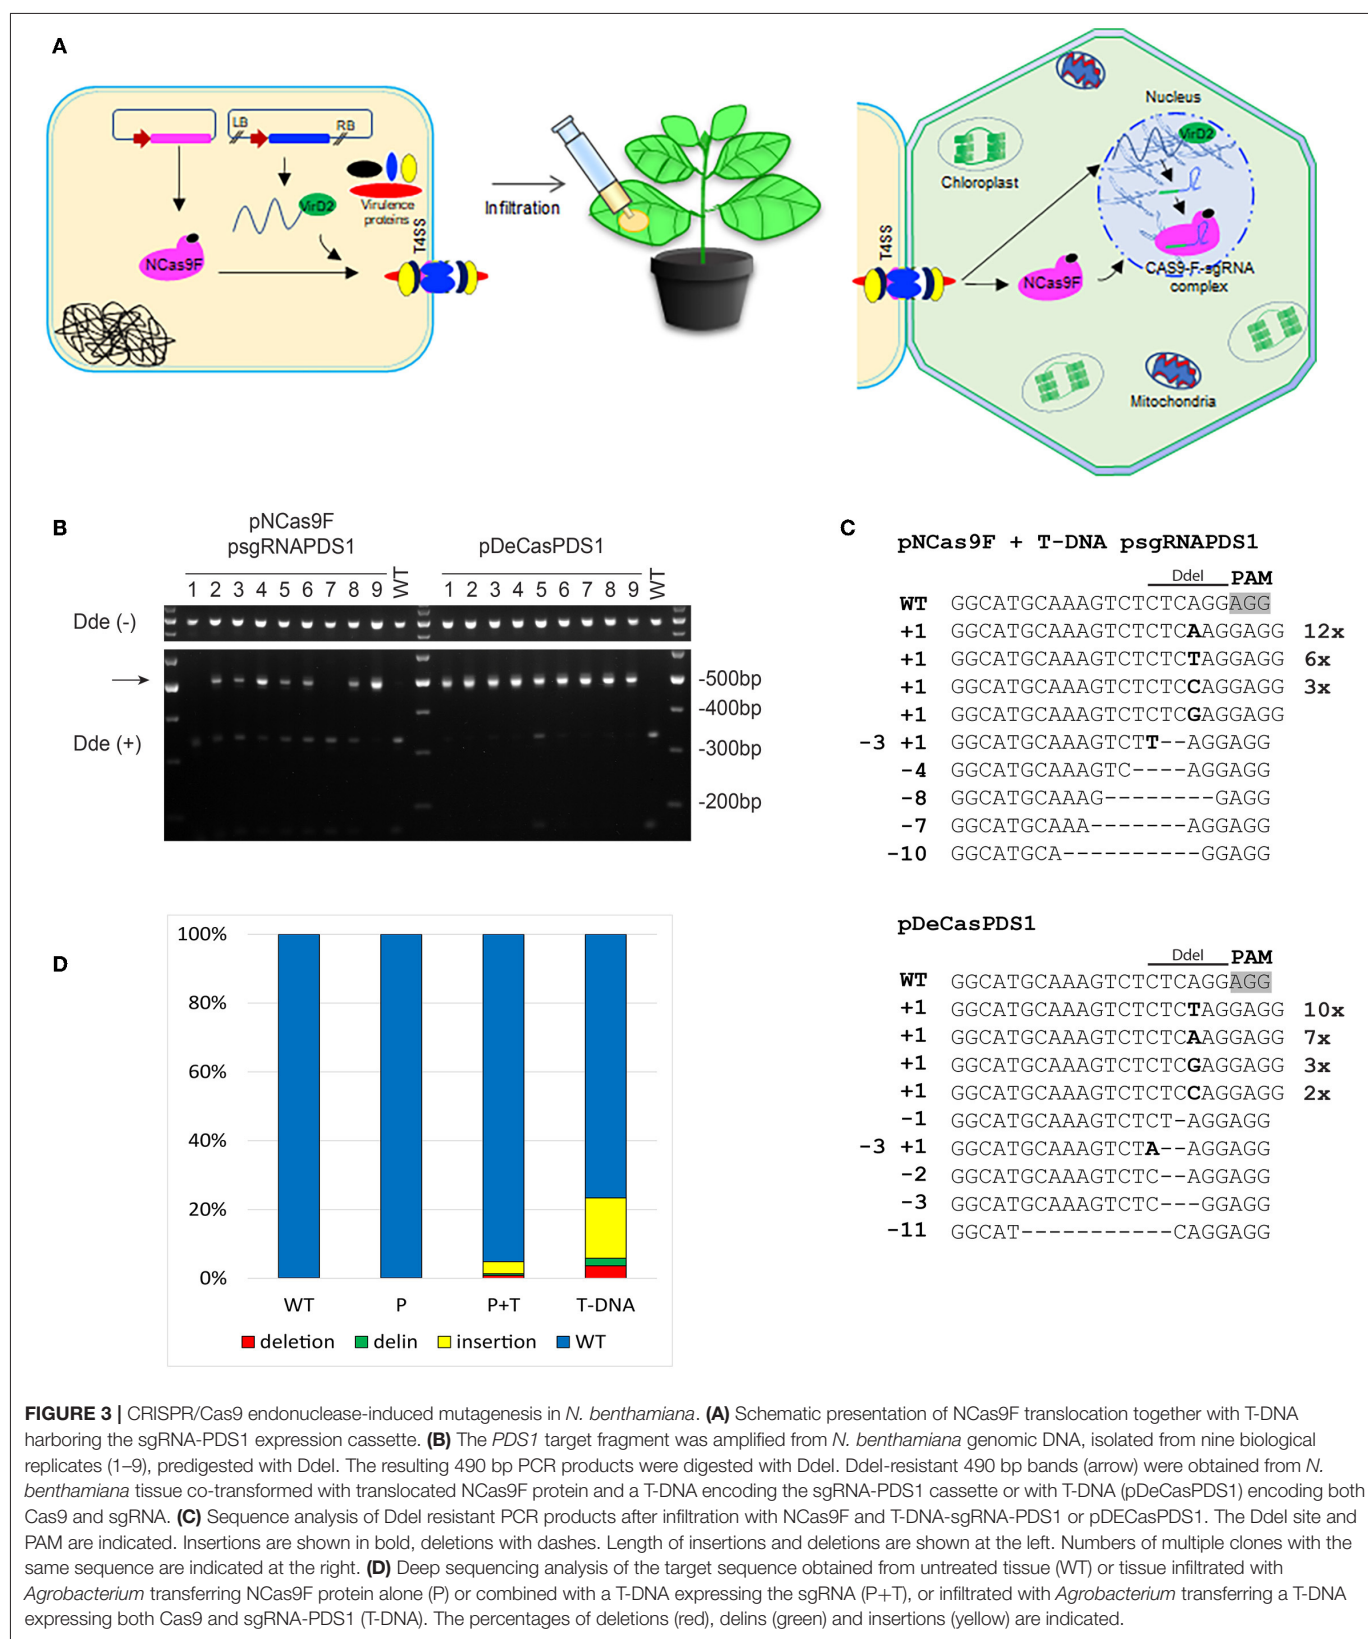 A
LB
RB
VirD2
Virulence
proteins
NCas9F
T4SS
Infiltration
T4SS
Nucleus
VirD2
Chloroplast
CAS9-F-sgRNA
complex
NCas9F
Mitochondria
B
pNCas9F
psgRNAPDS1
pDeCasPDS1
1 2 3 4 5 6 7 8 9 WT
1 2 3 4 5 6 7 8 9 WT
Dde (-)
-500bp
-400bp
Dde (+)
-300bp
-200bp
C
pNCas9F + T-DNA psgRNAPDS1
DdeI PAM
WT GGCATGCAAAGTCTCTCAGGAGG
+1 GGCATGCAAAGTCTCTCAAGGAGG 12x
+1 GGCATGCAAAGTCTCTCTAGGAGG 6x
+1 GGCATGCAAAGTCTCTCCAGGAGG 3x
+1 GGCATGCAAAGTCTCTCGAGGAGG
-3 +1 GGCATGCAAAGTCTT--AGGAGG
-4 GGCATGCAAAGTC----AGGAGG
-8 GGCATGCAAAG--------GAGG
-7 GGCATGCAAA-------AGGAGG
-10 GGCATGCA----------GGAGG
pDeCasPDS1
DdeI PAM
WT GGCATGCAAAGTCTCTCAGGAGG
+1 GGCATGCAAAGTCTCTCTAGGAGG 10x
+1 GGCATGCAAAGTCTCTCAAGGAGG 7x
+1 GGCATGCAAAGTCTCTCGAGGAGG 3x
+1 GGCATGCAAAGTCTCTCCAGGAGG 2x
-1 GGCATGCAAAGTCTCT-AGGAGG
-3 +1 GGCATGCAAAGTCTA--AGGAGG
-2 GGCATGCAAAGTCTC--AGGAGG
-3 GGCATGCAAAGTCTC---GGAGG
-11 GGCAT-----------CAGGAGG
D
100%
80%
60%
40%
20%
0%
WT P P+T T-DNA
deletion delin insertion WT
FIGURE 3 | CRISPR/Cas9 endonuclease-induced mutagenesis in N. benthamiana. (A) Schematic presentation of NCas9F translocation together with T-DNA
harboring the sgRNA-PDS1 expression cassette. (B) The PDS1 target fragment was amplified from N. benthamiana genomic DNA, isolated from nine biological
replicates (1–9), predigested with DdeI. The resulting 490 bp PCR products were digested with DdeI. DdeI-resistant 490 bp bands (arrow) were obtained from N.
benthamiana tissue co-transformed with translocated NCas9F protein and a T-DNA encoding the sgRNA-PDS1 cassette or with T-DNA (pDeCasPDS1) encoding both
Cas9 and sgRNA. (C) Sequence analysis of DdeI resistant PCR products after infiltration with NCas9F and T-DNA-sgRNA-PDS1 or pDECasPDS1. The DdeI site and
PAM are indicated. Insertions are shown in bold, deletions with dashes. Length of insertions and deletions are shown at the left. Numbers of multiple clones with the
same sequence are indicated at the right. (D) Deep sequencing analysis of the target sequence obtained from untreated tissue (WT) or tissue infiltrated with
Agrobacterium transferring NCas9F protein alone (P) or combined with a T-DNA expressing the sgRNA (P+T), or infiltrated with Agrobacterium transferring a T-DNA
expressing both Cas9 and sgRNA-PDS1 (T-DNA). The percentages of deletions (red), delins (green) and insertions (yellow) are indicated.